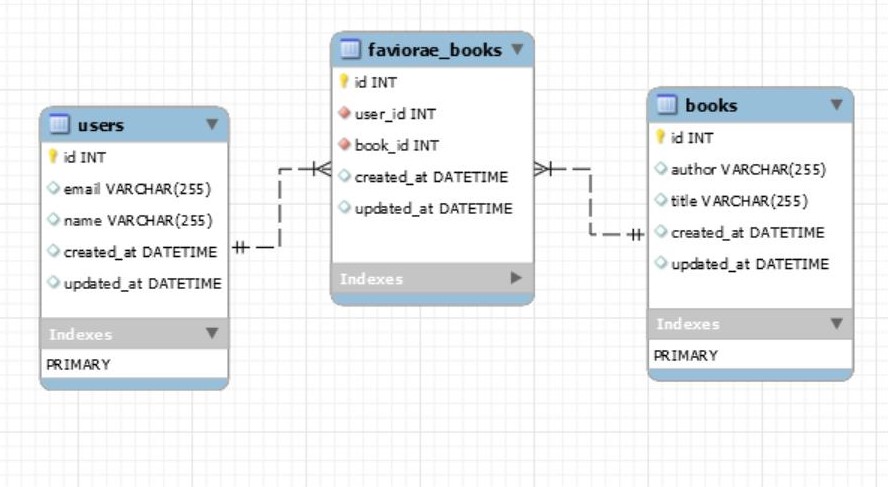 users
id INT
email VARCHAR(255)
name VARCHAR(255)
created_at DATETIME
updated_at DATETIME
Indexes
PRIMARY
faviorae_books
id INT
user_id INT
book_id INT
created_at DATETIME
updated_at DATETIME
Indexes
books
id INT
author VARCHAR(255)
title VARCHAR(255)
created_at DATETIME
updated_at DATETIME
Indexes
PRIMARY